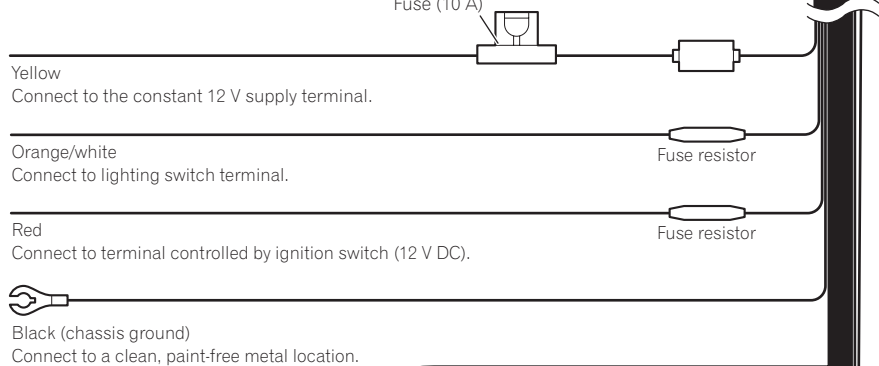 Fuse (10 A)
Yellow
Connect to the constant 12 V supply terminal.
Orange/white
Connect to lighting switch terminal.
Fuse resistor
Red
Connect to terminal controlled by ignition switch (12 V DC).
Fuse resistor
Black (chassis ground)
Connect to a clean, paint-free metal location.